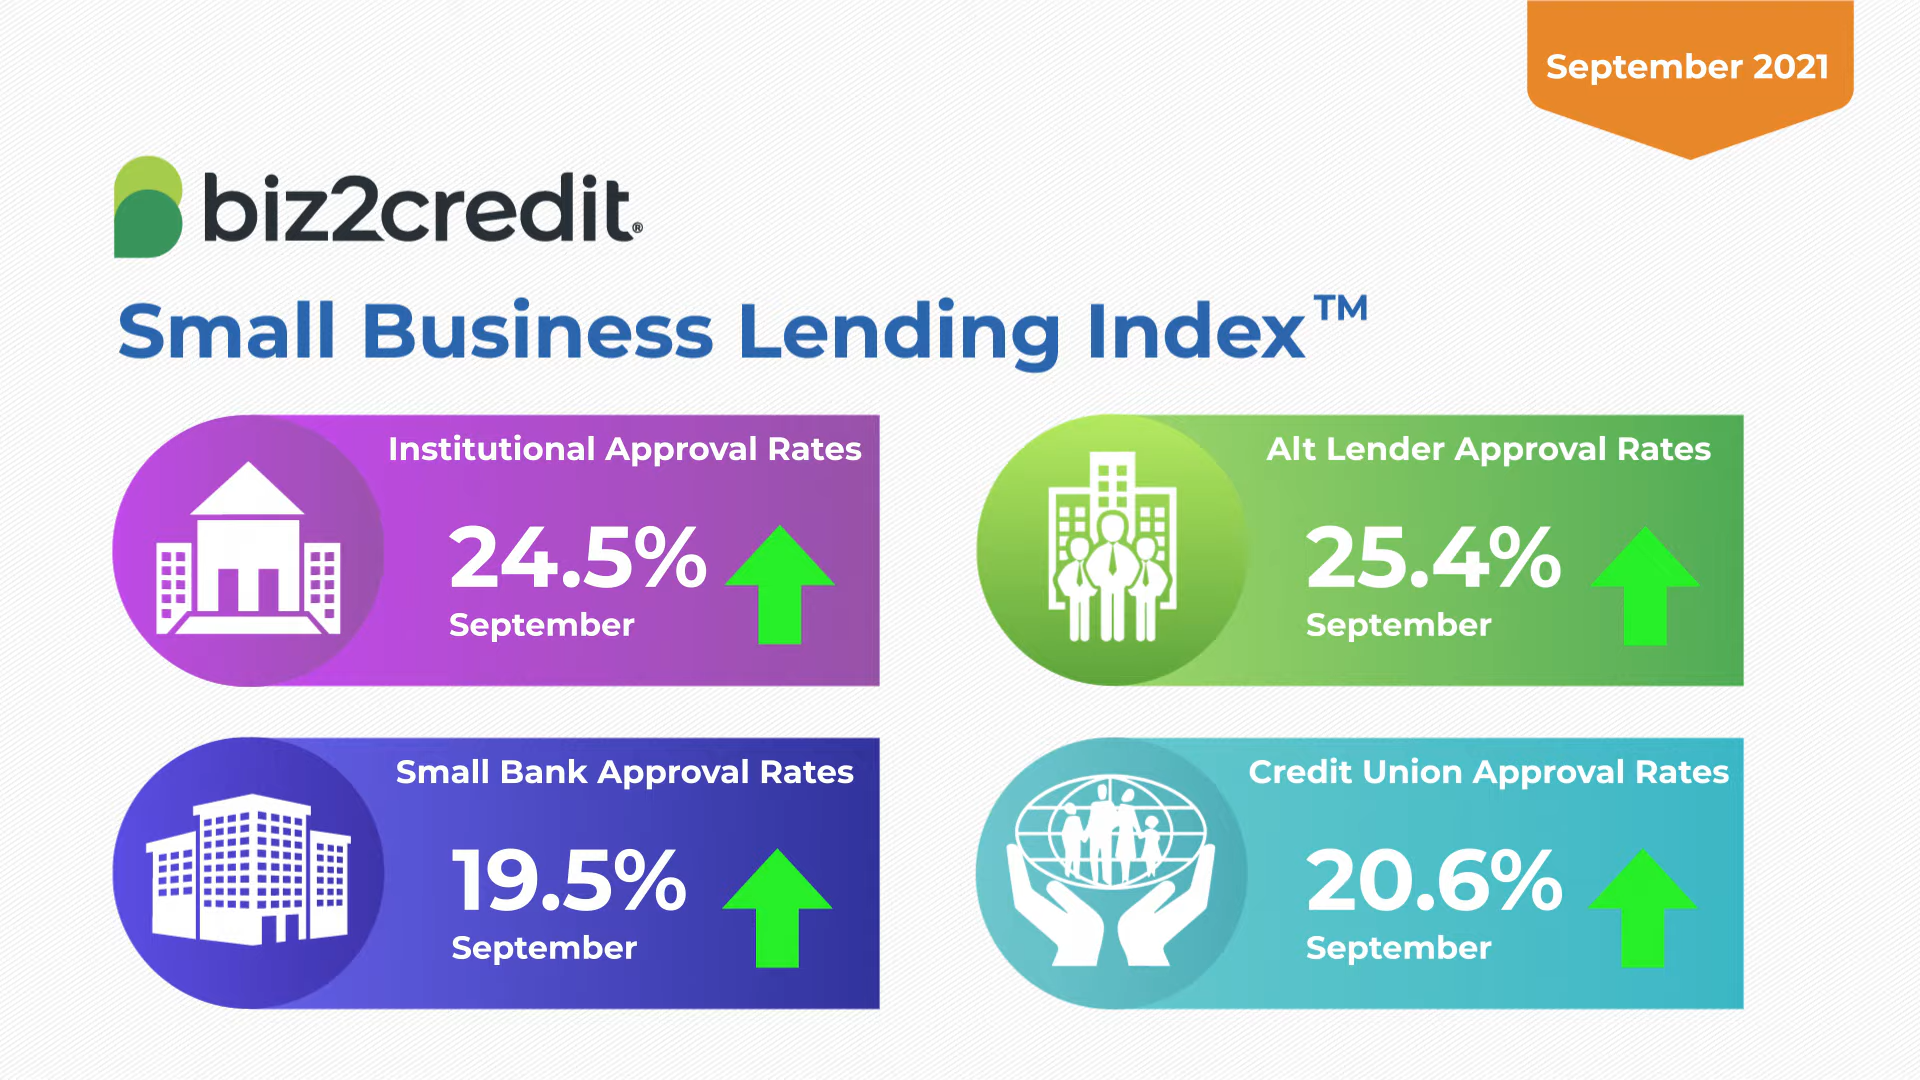 September 2021
biz2credit®
Small Business Lending Index™
Institutional Approval Rates
24.5%
September
Alt Lender Approval Rates
25.4%
September
Small Bank Approval Rates
19.5%
September
Credit Union Approval Rates
20.6%
September